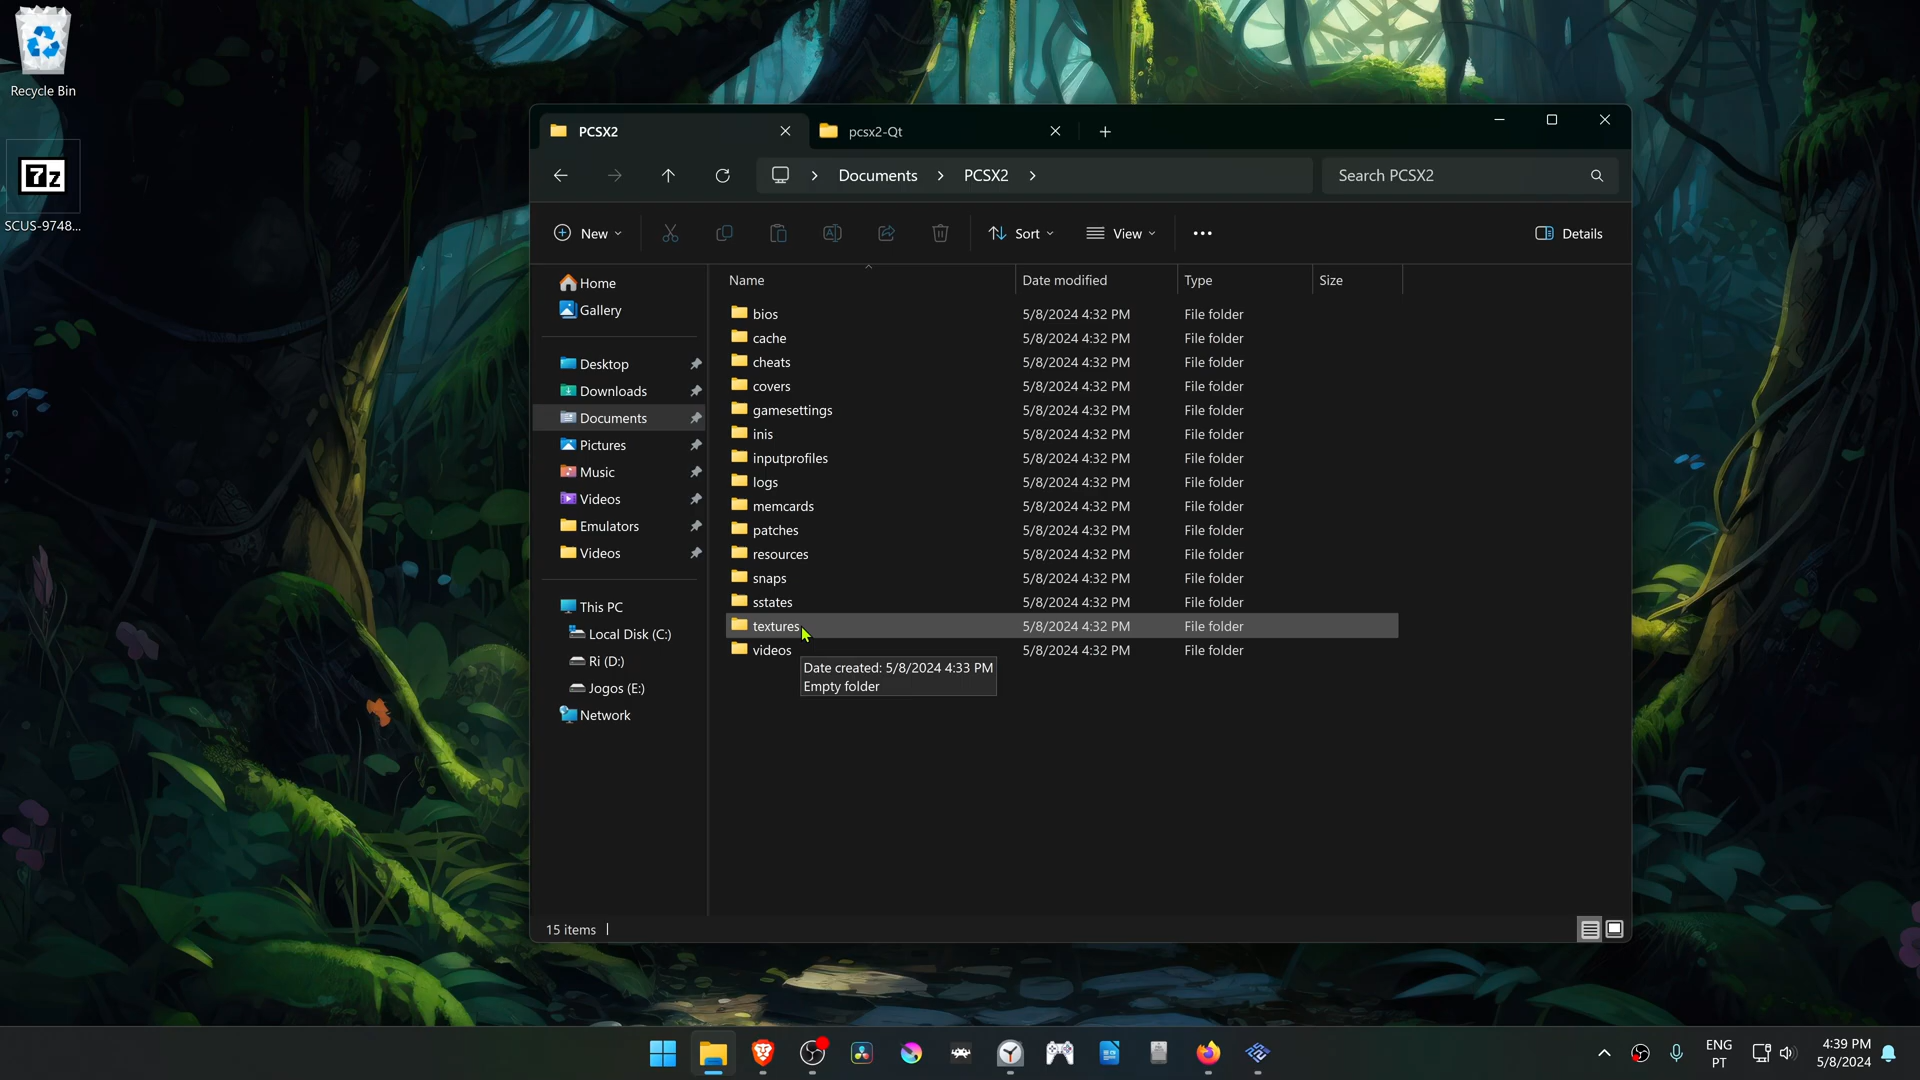 Recycle Bin
7z
SCUS-9748...
PCSX2
pcsx2-Qt
Documents
PCSX2
Search PCSX2
New
Sort
View
Details
Name
Date modified
Type
Size
Home
Gallery
Desktop
Downloads
Documents
Pictures
Music
Videos
Emulators
Videos
This PC
Local Disk (C:)
Ri (D:)
Jogos (E:)
Network
bios 5/8/2024 4:32 PM File folder
cache 5/8/2024 4:32 PM File folder
cheats 5/8/2024 4:32 PM File folder
covers 5/8/2024 4:32 PM File folder
gamesettings 5/8/2024 4:32 PM File folder
inis 5/8/2024 4:32 PM File folder
inputprofiles 5/8/2024 4:32 PM File folder
logs 5/8/2024 4:32 PM File folder
memcards 5/8/2024 4:32 PM File folder
patches 5/8/2024 4:32 PM File folder
resources 5/8/2024 4:32 PM File folder
snaps 5/8/2024 4:32 PM File folder
sstates 5/8/2024 4:32 PM File folder
textures 5/8/2024 4:32 PM File folder
videos 5/8/2024 4:32 PM File folder
Date created: 5/8/2024 4:33 PM
Empty folder
15 items
ENG
PT
4:39 PM
5/8/2024